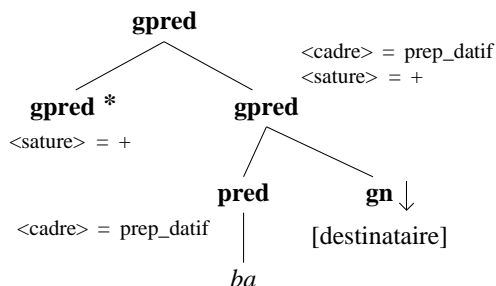 gpred
<cadre> = prep_datif
<sature> = +
gpred *
gpred
<sature> = +
pred
gn
<cadre> = prep_datif
[destinataire]
ba